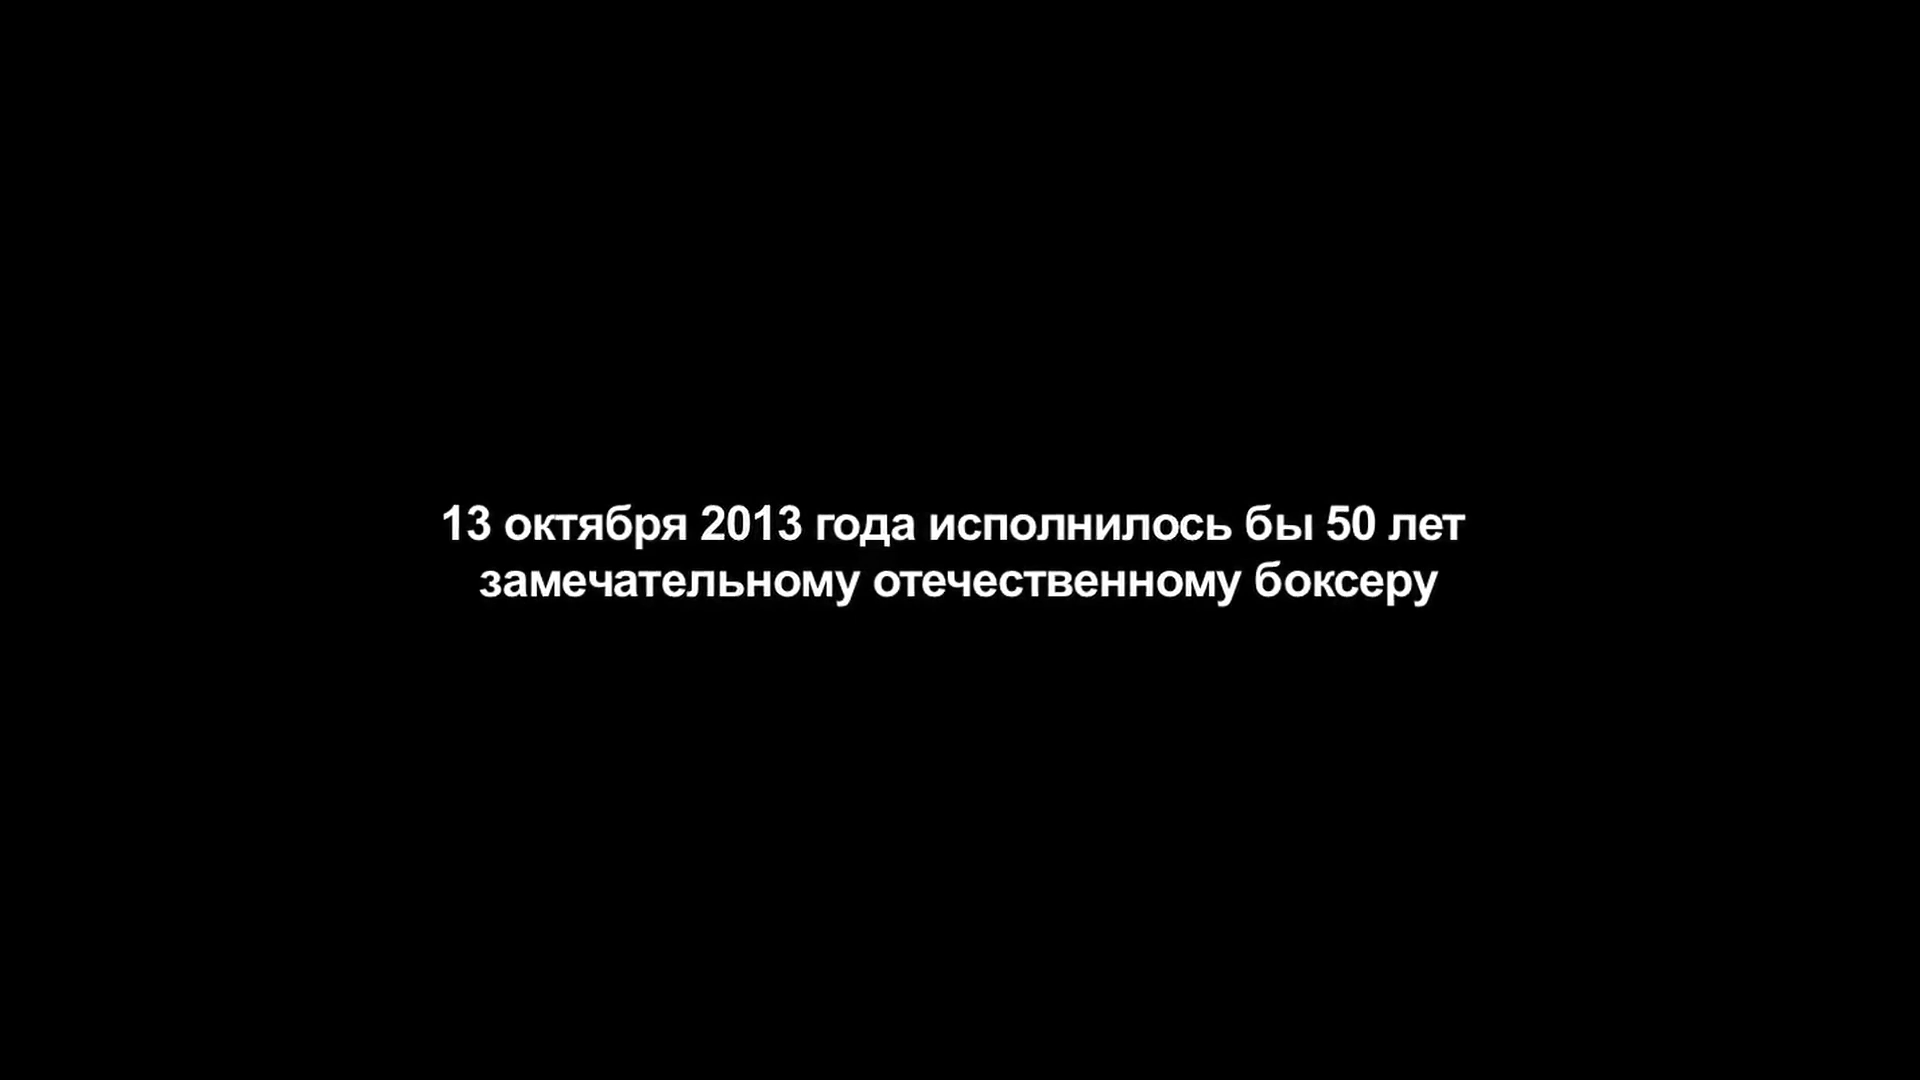 13 октября 2013 года исполнилось бы 50 лет
замечательному отечественному боксеру